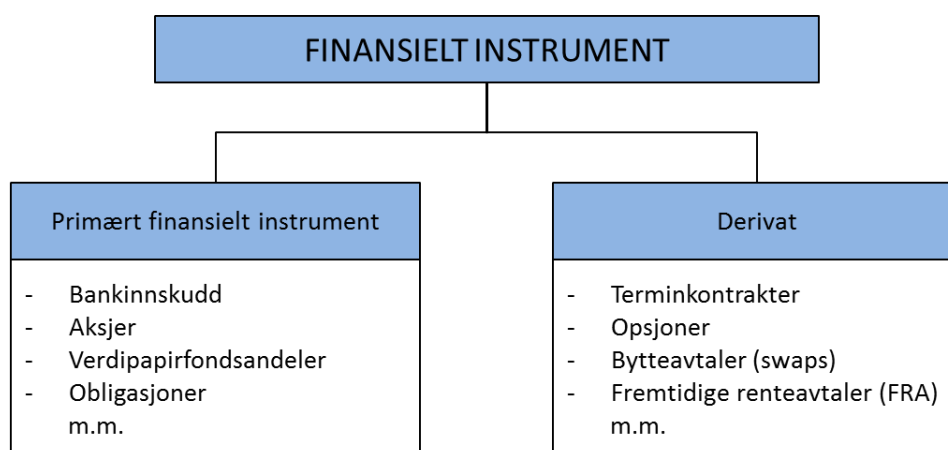 FINANSIELT INSTRUMENT
Primært finansielt instrument
- Bankinnskudd
- Aksjer
- Verdipapirfondsandeler
- Obligasjoner
m.m.
Derivat
- Terminkontrakter
- Opsjoner
- Bytteavtaler (swaps)
- Fremtidige renteavtaler (FRA)
m.m.